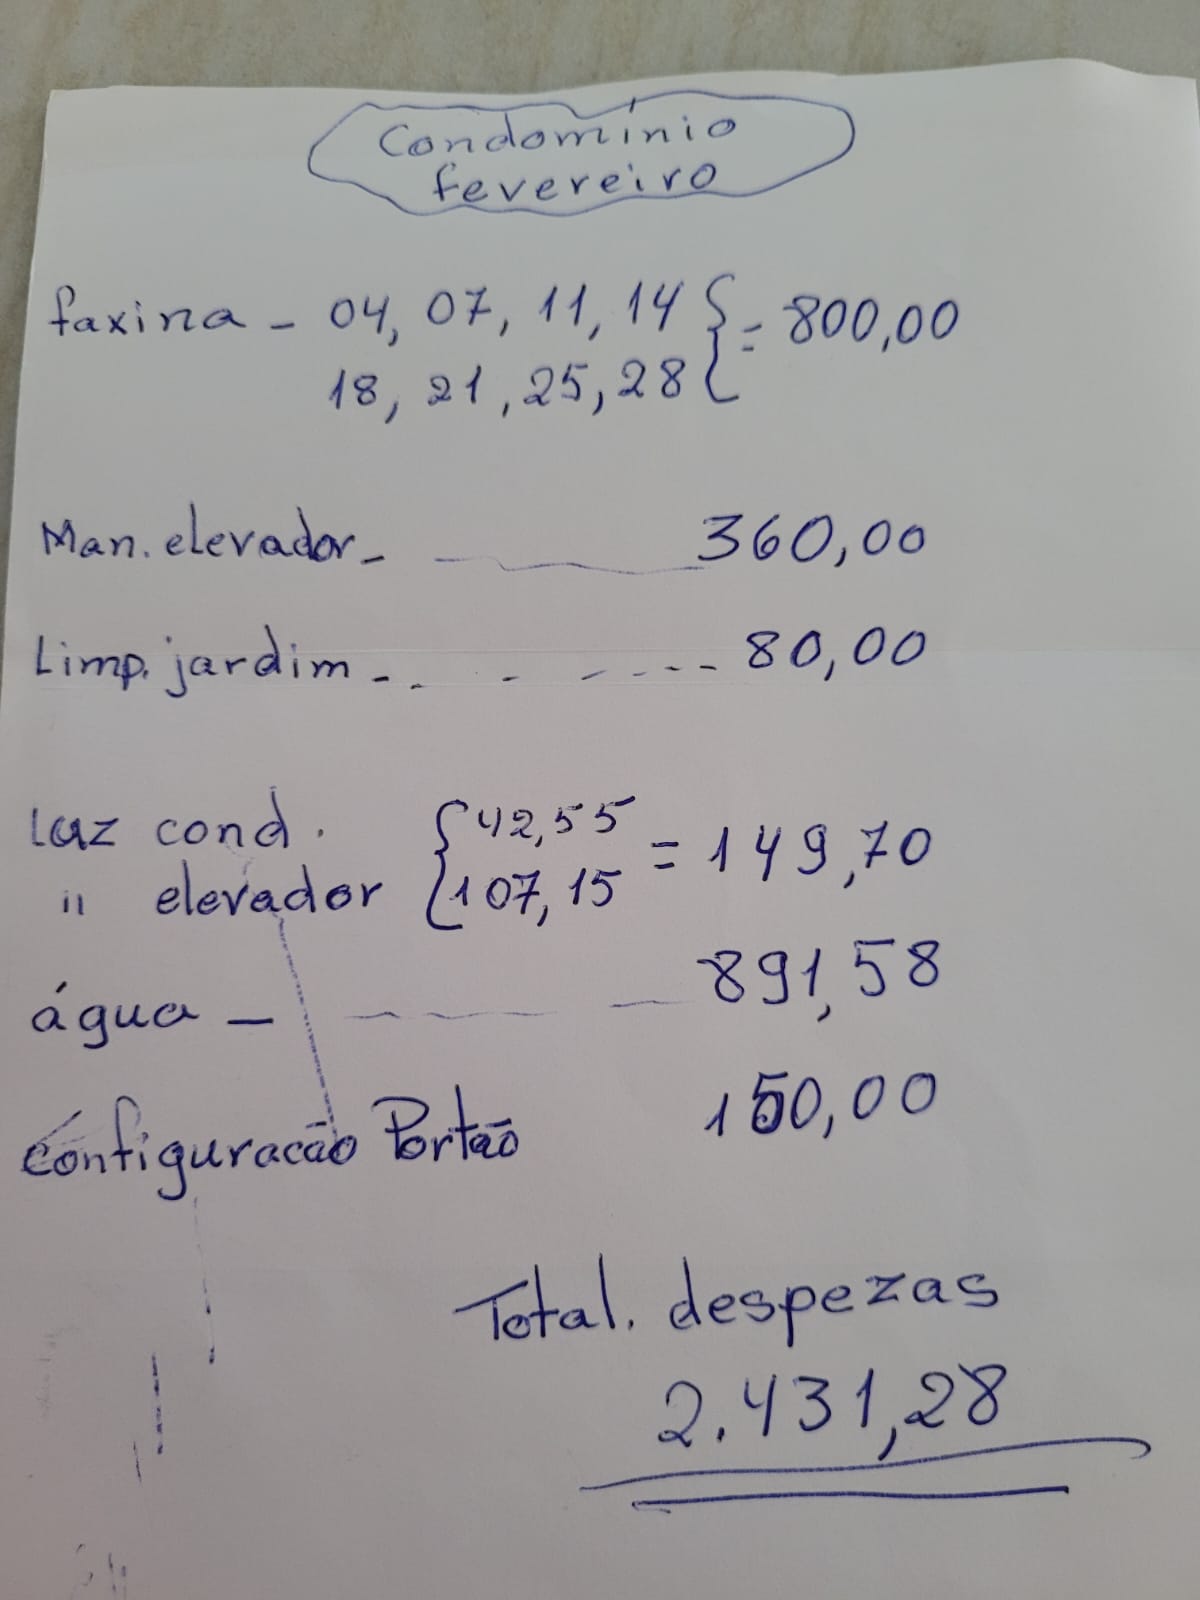 Condomínio
fevereiro
faxina - 04, 07, 11, 14 } = 800,00
18, 21, 25, 28
Man. elevador - 360,00
Limp. jardim - 80,00
Luz cond. { 42,55 = 149,70
" elevador { 107,15
água - 891,58
Configuracão Portão 150,00
Total. despezas
2.431,28